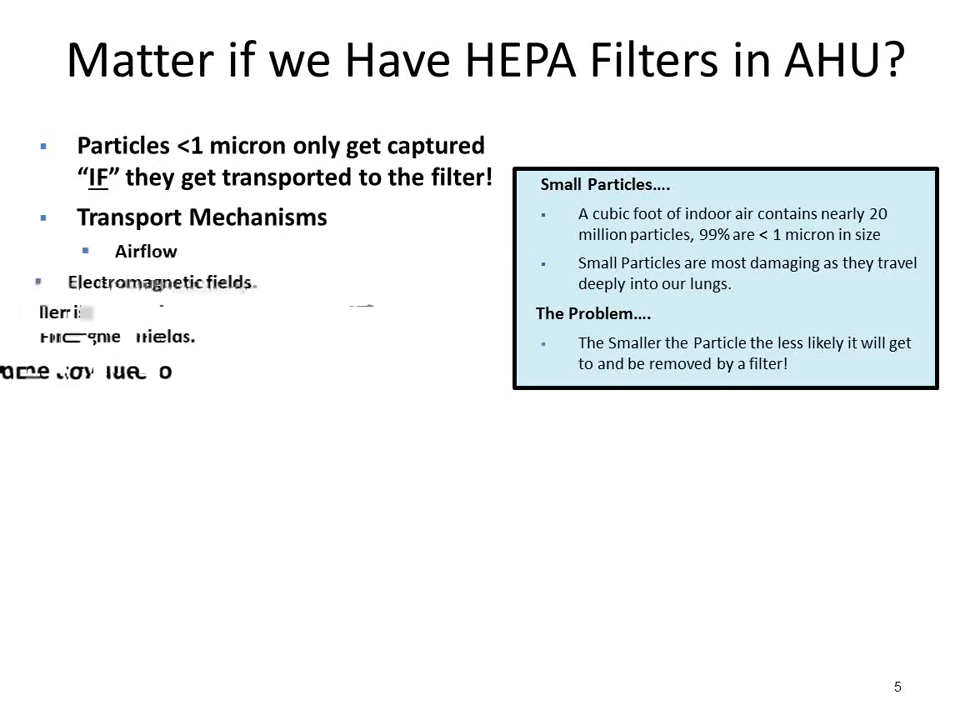 Matter if we Have HEPA Filters in AHU?
▪ Particles <1 micron only get captured
“IF” they get transported to the filter!
▪ Transport Mechanisms
▪ Airflow
▪ Electromagnetic fields
Small Particles….
▪ A cubic foot of indoor air contains nearly 20
million particles, 99% are < 1 micron in size
▪ Small Particles are most damaging as they travel
deeply into our lungs.
The Problem….
▪ The Smaller the Particle the less likely it will get
to and be removed by a filter!
5